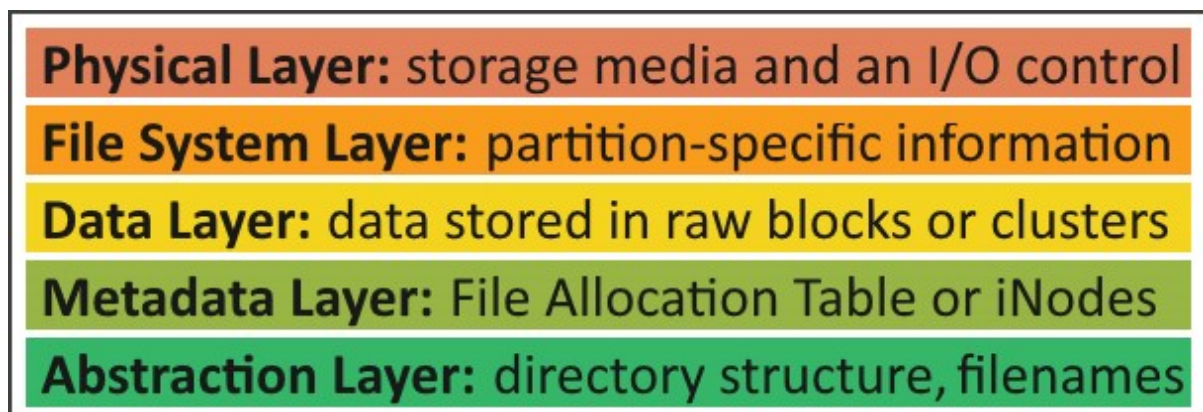 Physical Layer: storage media and an I/O control
File System Layer: partition-specific information
Data Layer: data stored in raw blocks or clusters
Metadata Layer: File Allocation Table or iNodes
Abstraction Layer: directory structure, filenames